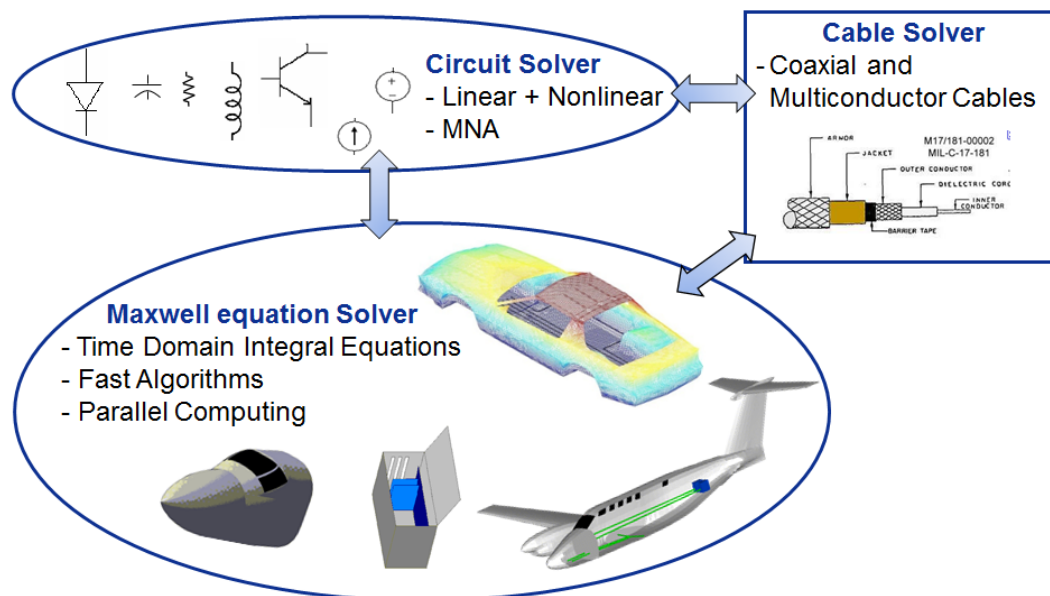 Circuit Solver
- Linear + Nonlinear
- MNA
Cable Solver
- Coaxial and
Multiconductor Cables
ARMOR
M17/181-00002
MIL-C-17-181
JACKET
OUTER CONDUCTOR
DIELECTRIC CORE
INNER
CONDUCTOR
BARRIER TAPE
Maxwell equation Solver
- Time Domain Integral Equations
- Fast Algorithms
- Parallel Computing